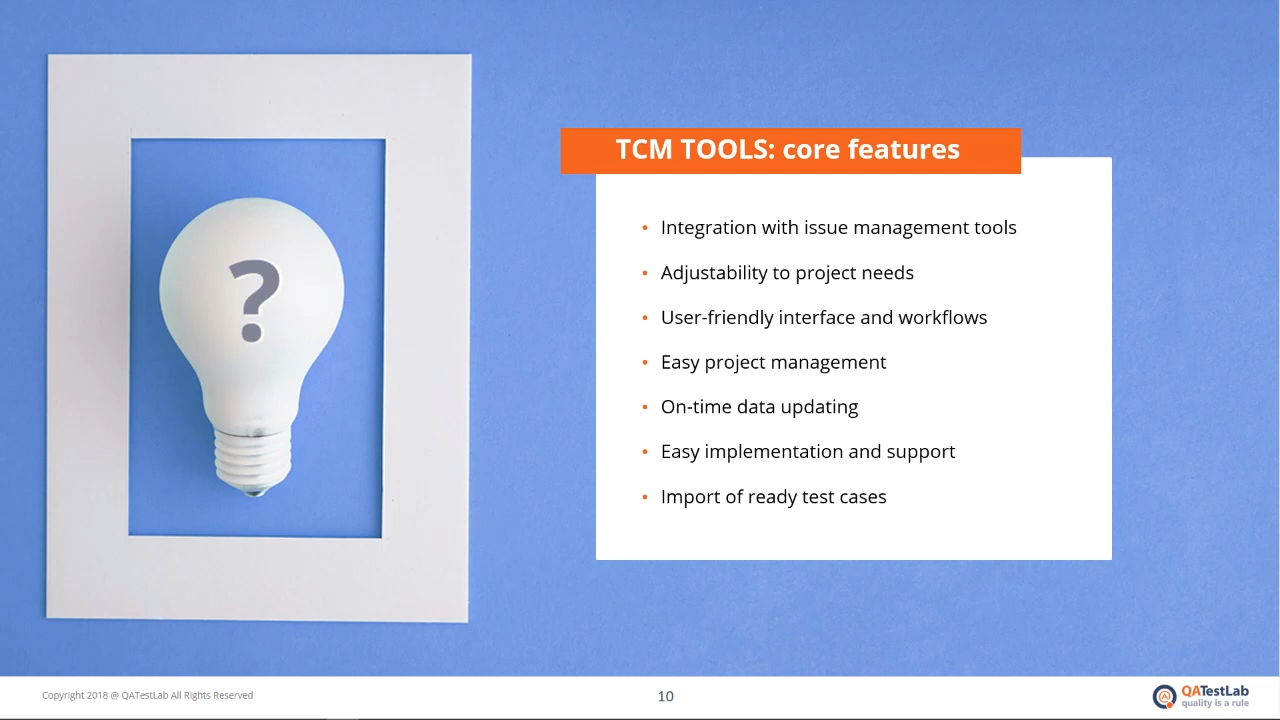 ?
TCM TOOLS: core features
• Integration with issue management tools
• Adjustability to project needs
• User-friendly interface and workflows
• Easy project management
• On-time data updating
• Easy implementation and support
• Import of ready test cases
Copyright 2018 @ QATestLab All Rights Reserved
10
QATestLab
quality is a rule